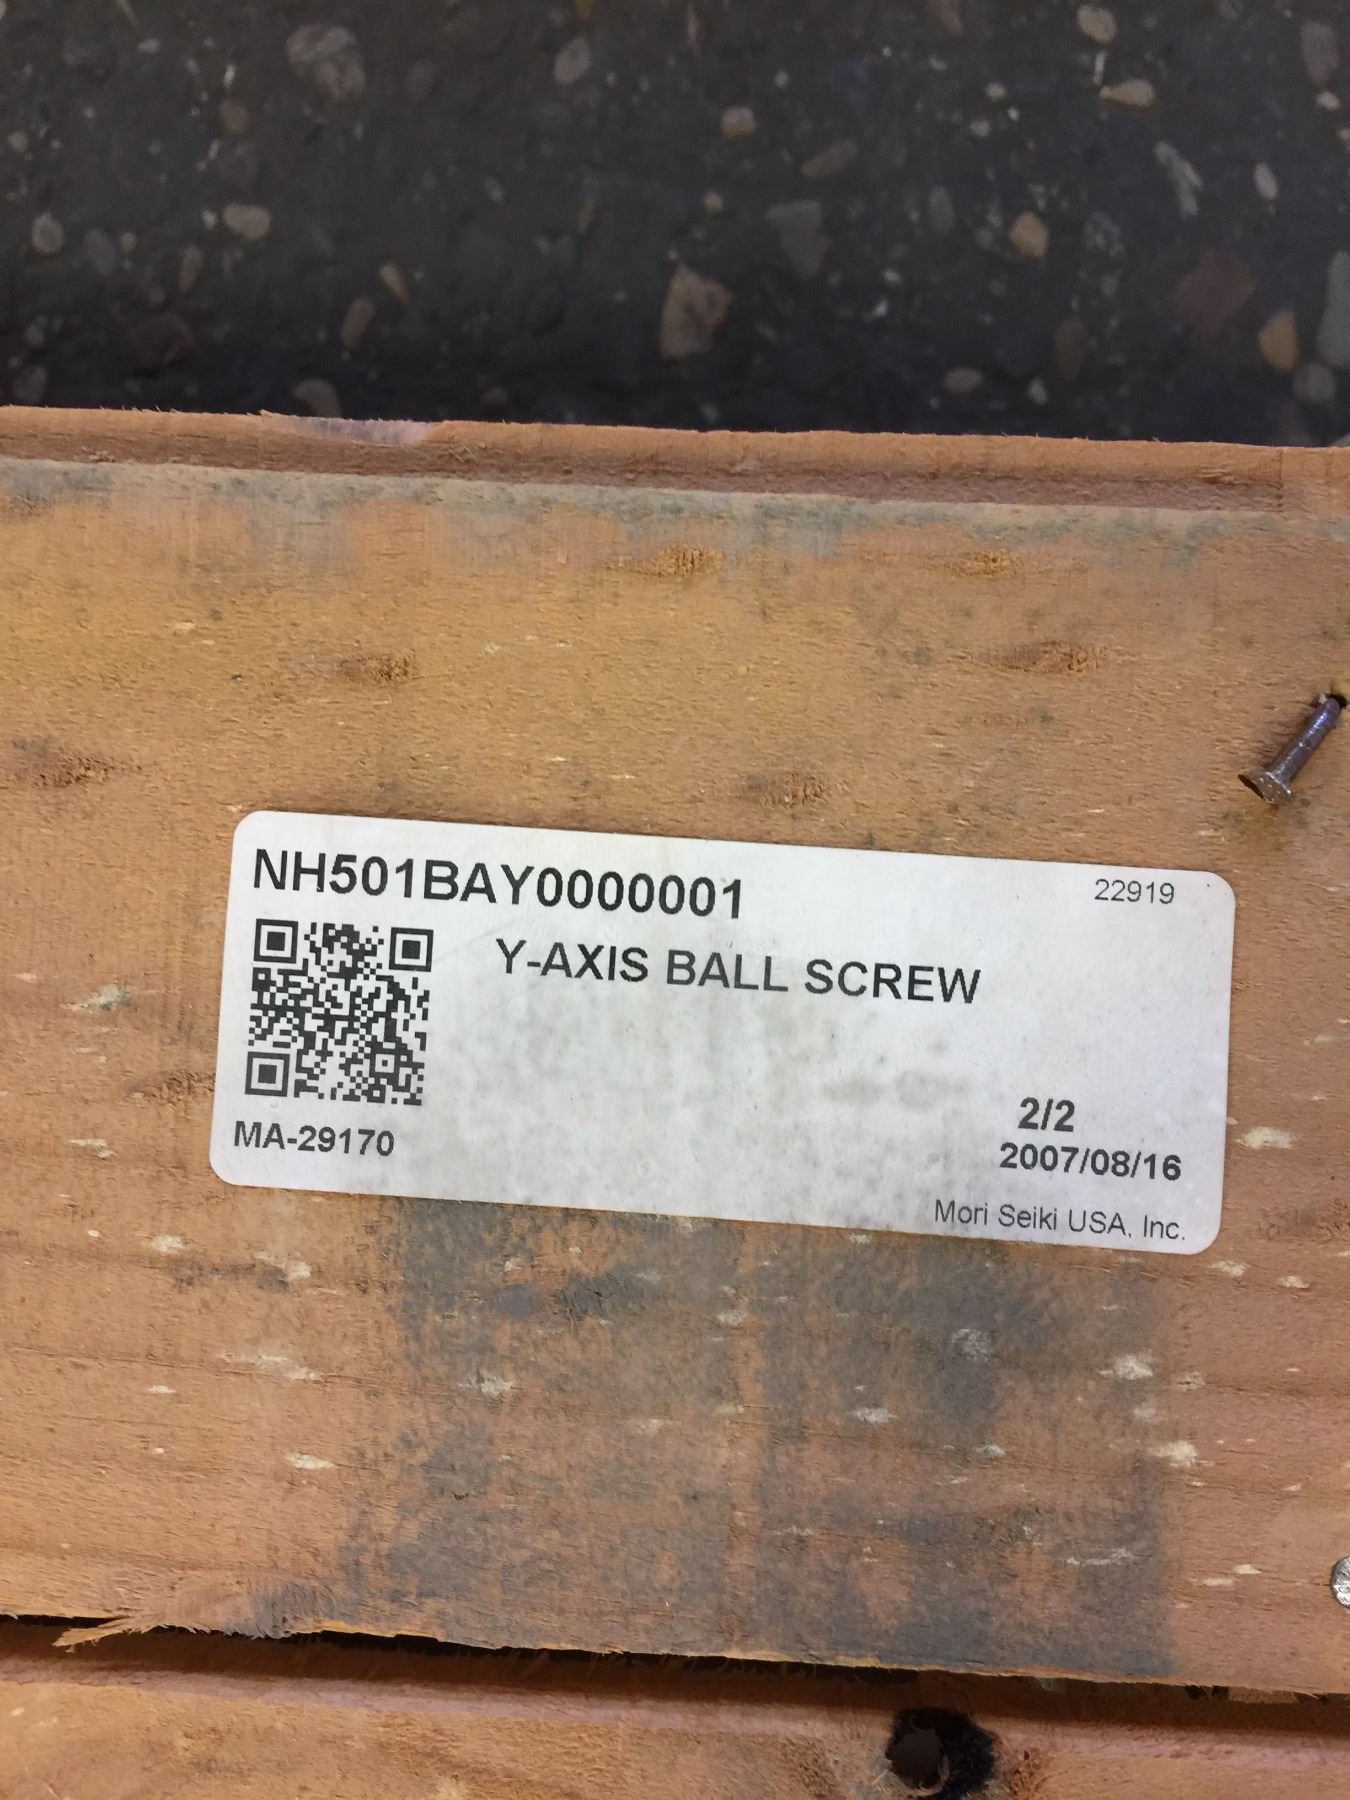 NH501BAY0000001
22919
Y-AXIS BALL SCREW
2/2
MA-29170
2007/08/16
Mori Seiki USA, Inc.